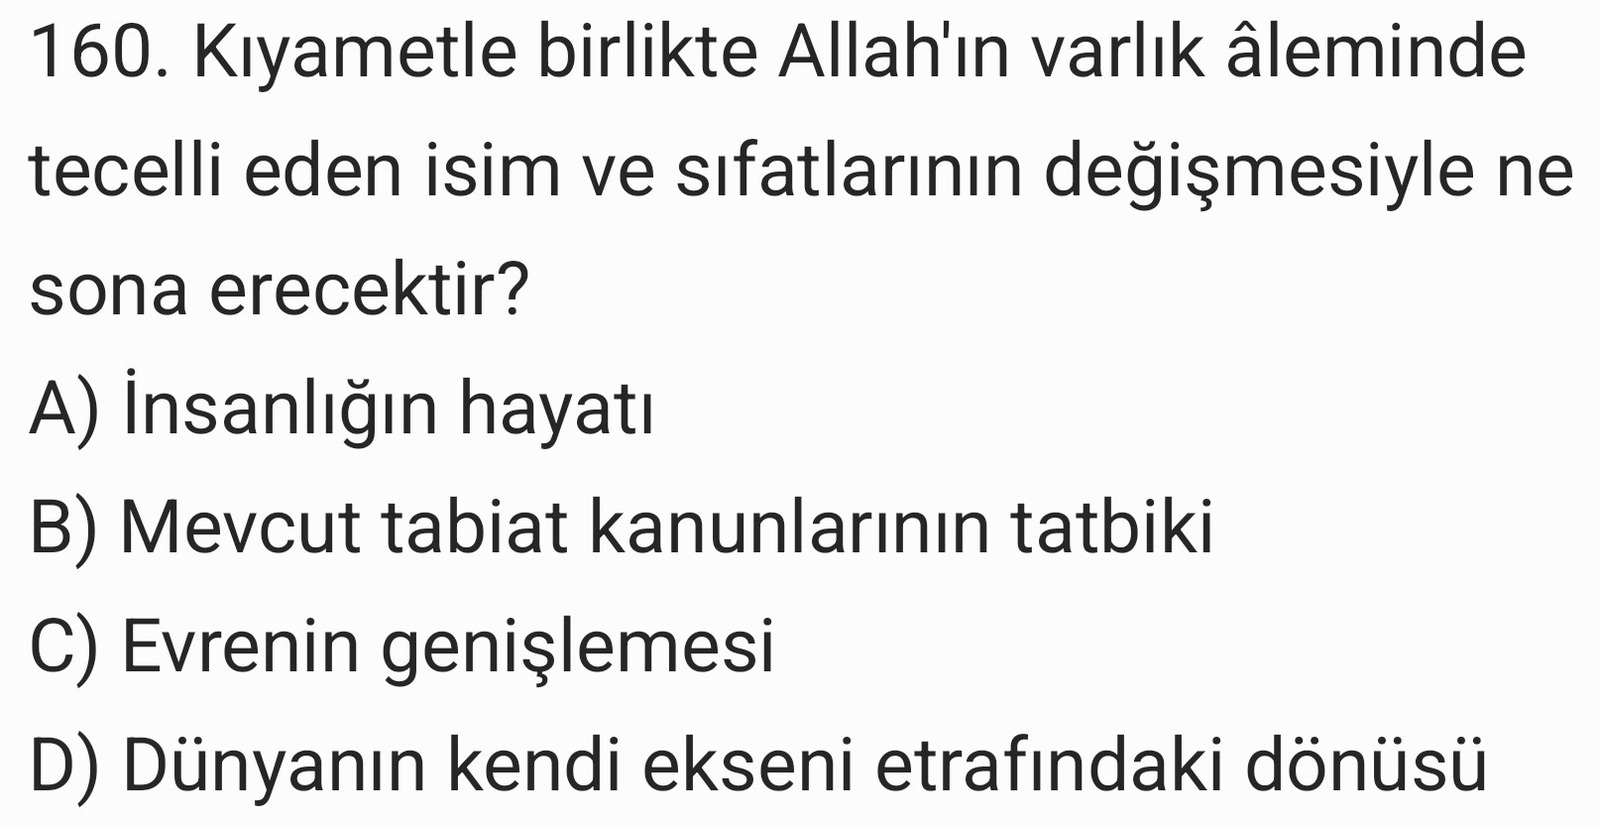 160. Kıyametle birlikte Allah'ın varlık âleminde
tecelli eden isim ve sıfatlarının değişmesiyle ne
sona erecektir?
A) İnsanlığın hayatı
B) Mevcut tabiat kanunlarının tatbiki
C) Evrenin genişlemesi
D) Dünyanın kendi ekseni etrafındaki dönüsü